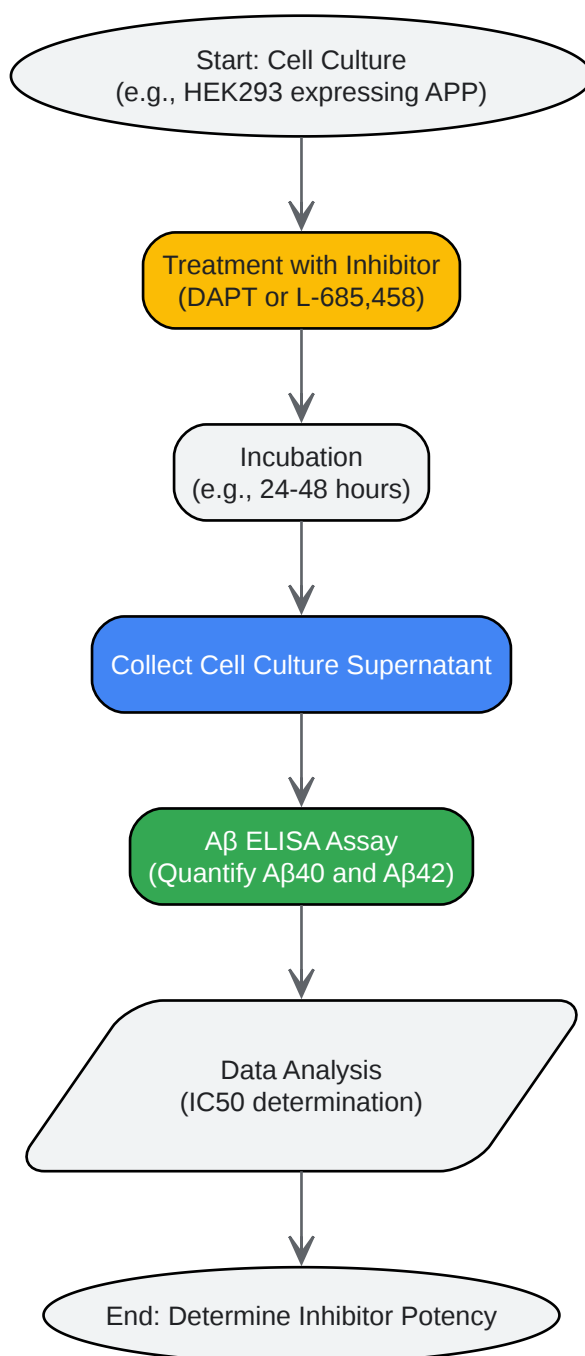 Start: Cell Culture
(e.g., HEK293 expressing APP)
Treatment with Inhibitor
(DAPT or L-685,458)
Incubation
(e.g., 24-48 hours)
Collect Cell Culture Supernatant
Aβ ELISA Assay
(Quantify Aβ40 and Aβ42)
Data Analysis
(IC50 determination)
End: Determine Inhibitor Potency